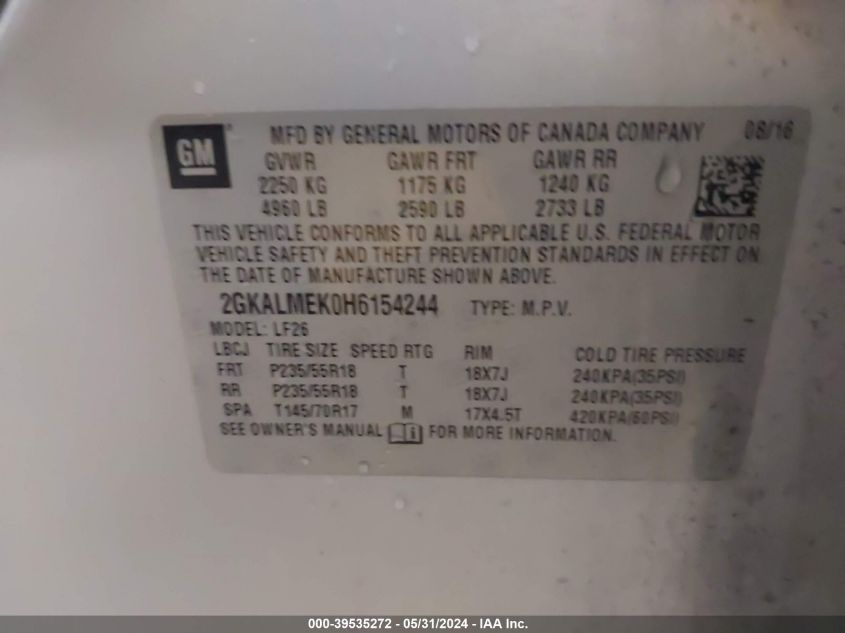 GM
MFD BY GENERAL MOTORS OF CANADA COMPANY 08/16
GVWR GAWR FRT GAWR RR
2250 KG 1175 KG 1240 KG
4960 LB 2590 LB 2733 LB
THIS VEHICLE CONFORMS TO ALL APPLICABLE U.S. FEDERAL MOTOR
VEHICLE SAFETY AND THEFT PREVENTION STANDARDS IN EFFECT ON
THE DATE OF MANUFACTURE SHOWN ABOVE.
2GKALMEK0H6154244 TYPE: M.P.V.
MODEL: LF26
LBCJ TIRE SIZE SPEED RTG RIM COLD TIRE PRESSURE
FRT P235/55R18 T 18X7J 240KPA(35PSI)
RR P235/55R18 T 18X7J 240KPA(35PSI)
SPA T145/70R17 M 17X4.5T 420KPA(60PSI)
SEE OWNER'S MANUAL FOR MORE INFORMATION.
000-39535272 - 05/31/2024 - IAA Inc.